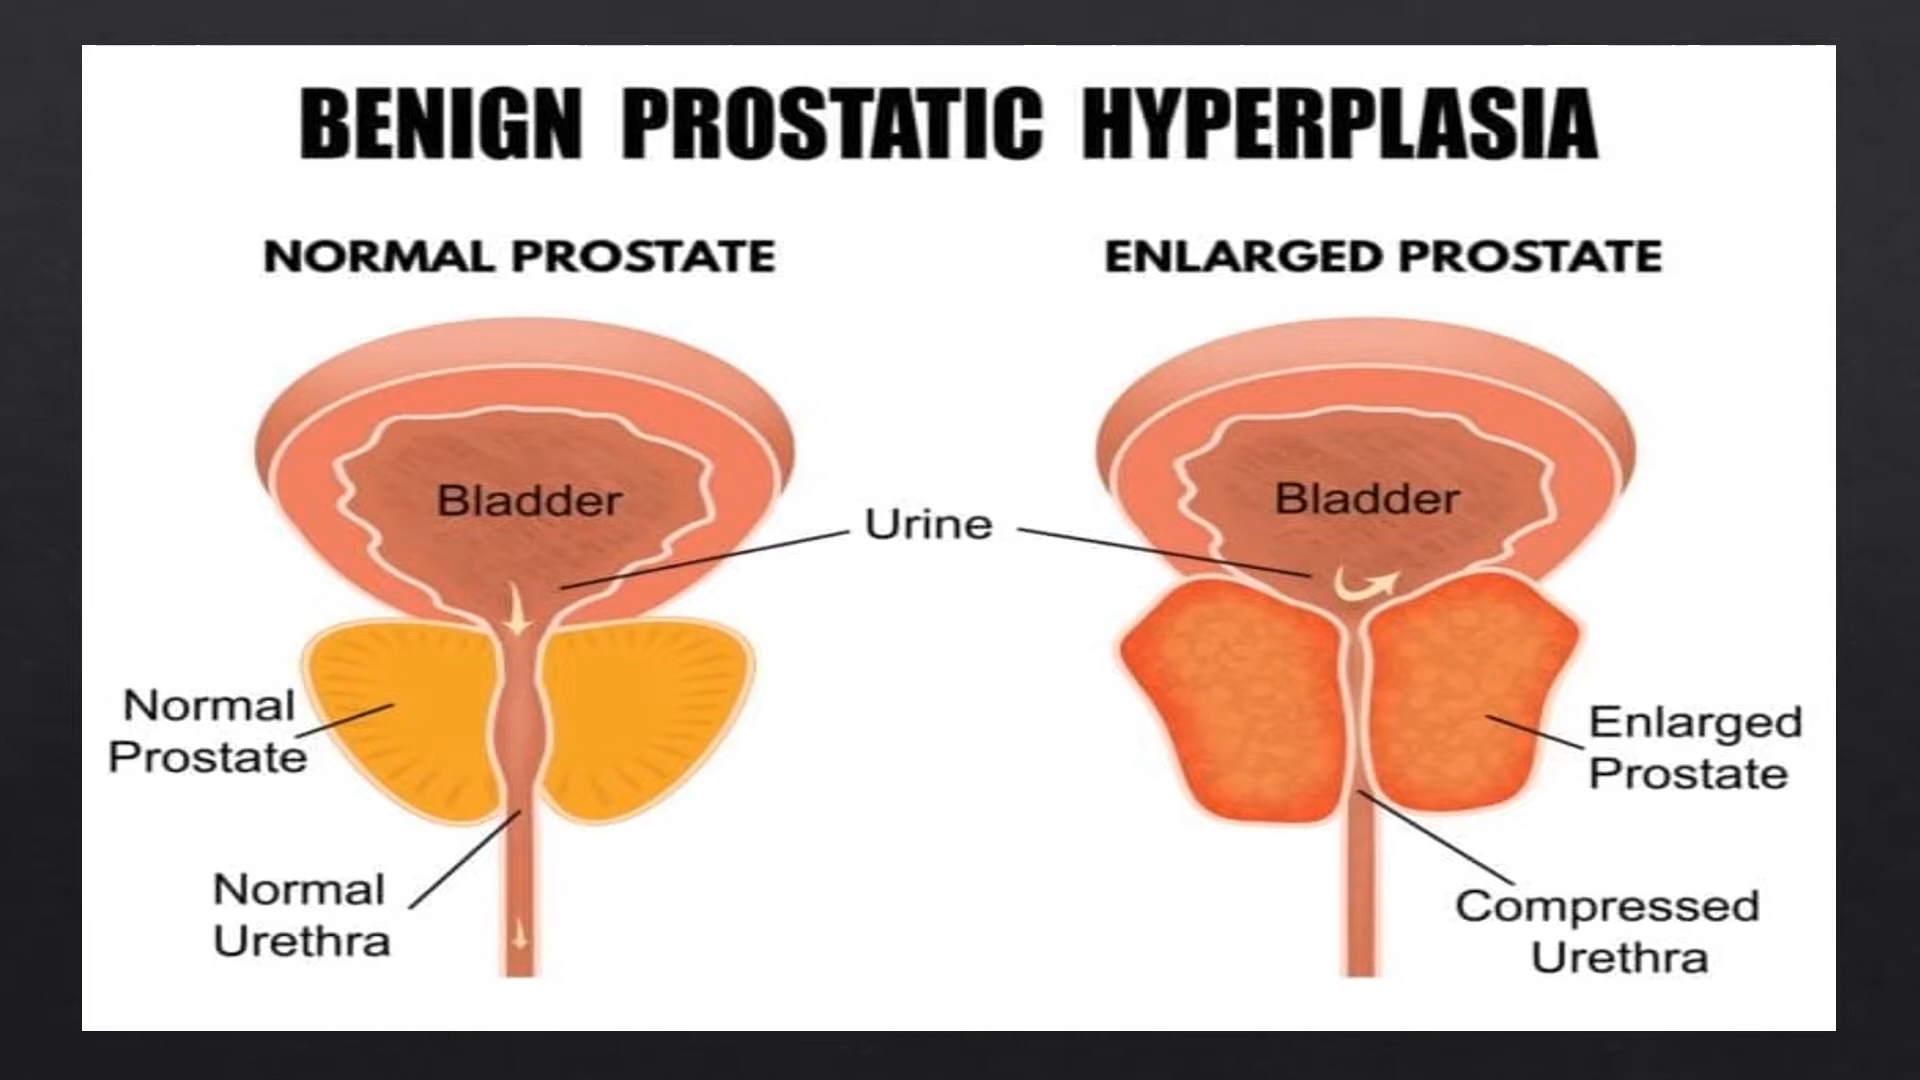 BENIGN PROSTATIC HYPERPLASIA
NORMAL PROSTATE
ENLARGED PROSTATE
Bladder
Urine
Bladder
Normal
Prostate
Enlarged
Prostate
Normal
Urethra
Compressed
Urethra